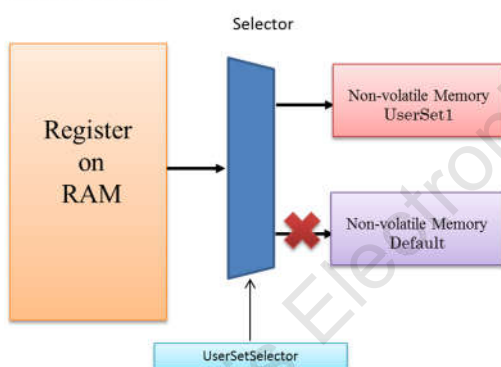 Selector
Register
on
RAM
Non-volatile Memory
UserSet1
Non-volatile Memory
Default
UserSetSelector